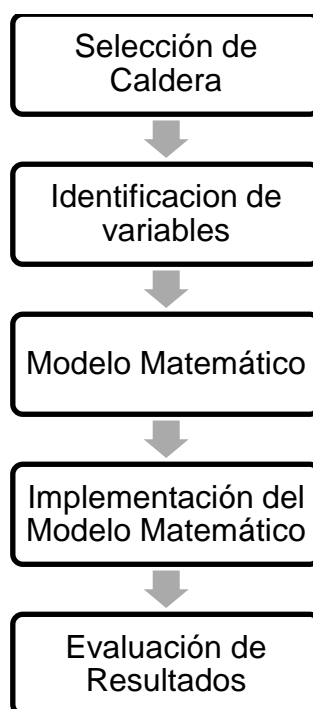 Selección de
Caldera
Identificacion de
variables
Modelo Matemático
Implementación del
Modelo Matemático
Evaluación de
Resultados